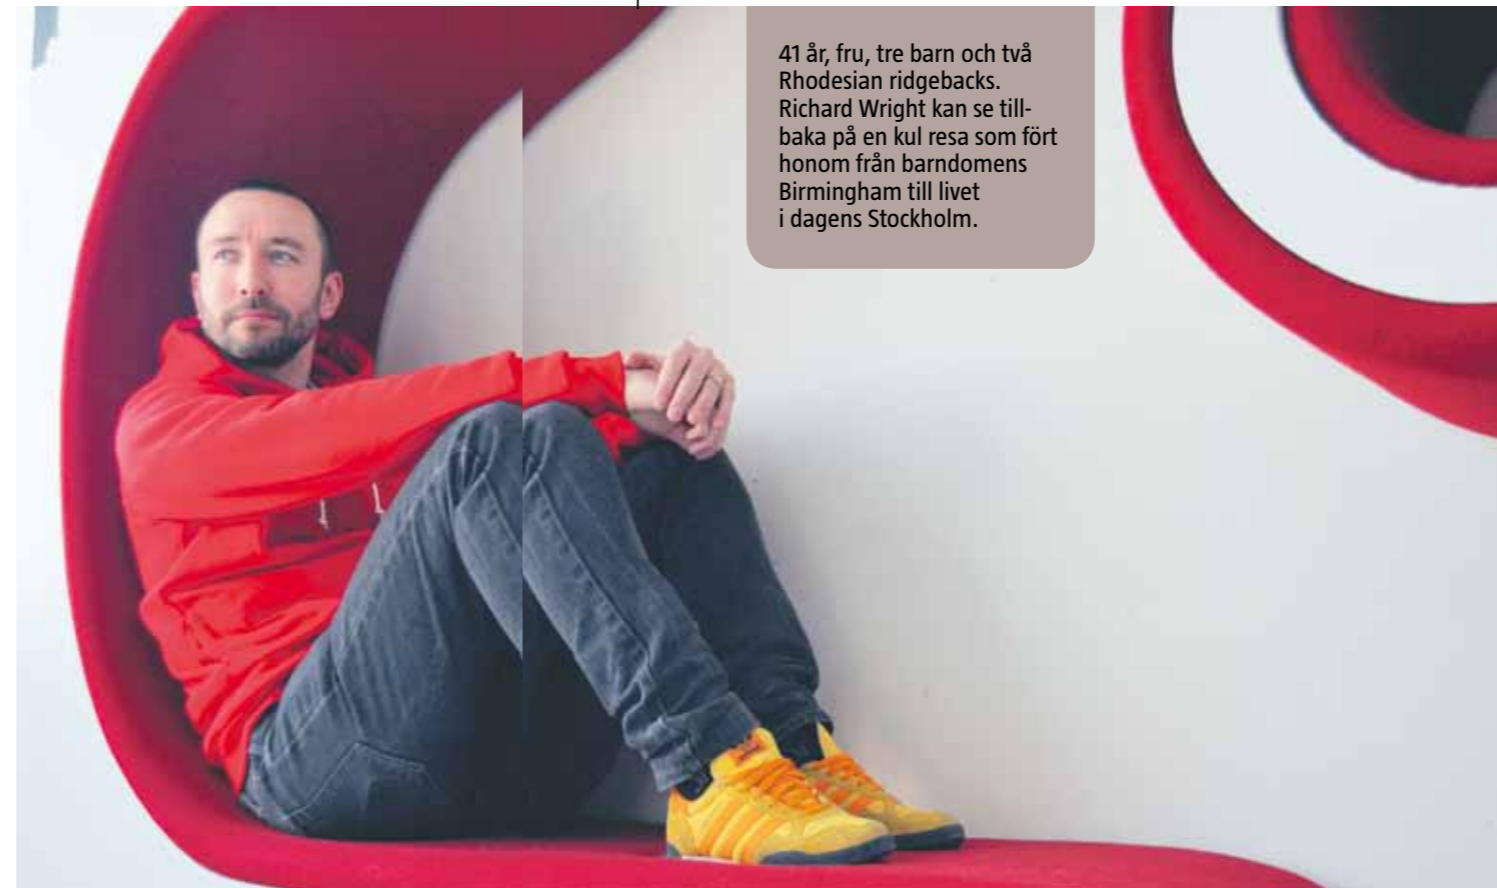 41 år, fru, tre barn och två
Rhodesian ridgebacks.
Richard Wright kan se till-
baka på en kul resa som fört
honom från barndomens
Birmingham till livet
i dagens Stockholm.